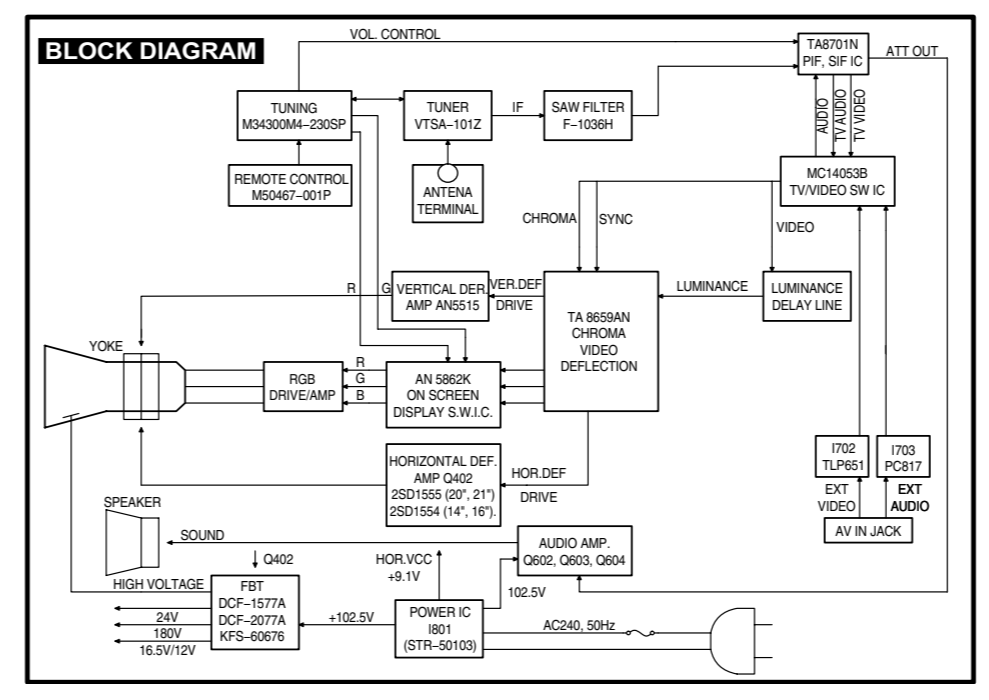 BLOCK DIAGRAM
VOL. CONTROL
TA8701N
PIF, SIF IC
ATT OUT
TUNING
M34300M4-230SP
TUNER
VTSA-101Z
IF
SAW FILTER
F-1036H
AUDIO
TV AUDIO
TV VIDEO
REMOTE CONTROL
M50467-001P
ANTENA
TERMINAL
MC14053B
TV/VIDEO SW IC
CHROMA
SYNC
VIDEO
R
G
VERTICAL DER.
AMP AN5515
VER.DEF
DRIVE
TA 8659AN
CHROMA
VIDEO
DEFLECTION
LUMINANCE
LUMINANCE
DELAY LINE
YOKE
RGB
DRIVE/AMP
R
G
B
AN 5862K
ON SCREEN
DISPLAY S.W.I.C.
HORIZONTAL DEF.
AMP Q402
2SD1555 (20", 21")
2SD1554 (14", 16").
HOR.DEF
DRIVE
I702
TLP651
I703
PC817
EXT
VIDEO
EXT
AUDIO
AV IN JACK
SPEAKER
SOUND
AUDIO AMP.
Q602, Q603, Q604
Q402
HOR.VCC
+9.1V
102.5V
HIGH VOLTAGE
FBT
DCF-1577A
DCF-2077A
KFS-60676
24V
180V
16.5V/12V
+102.5V
POWER IC
I801
(STR-50103)
AC240, 50Hz